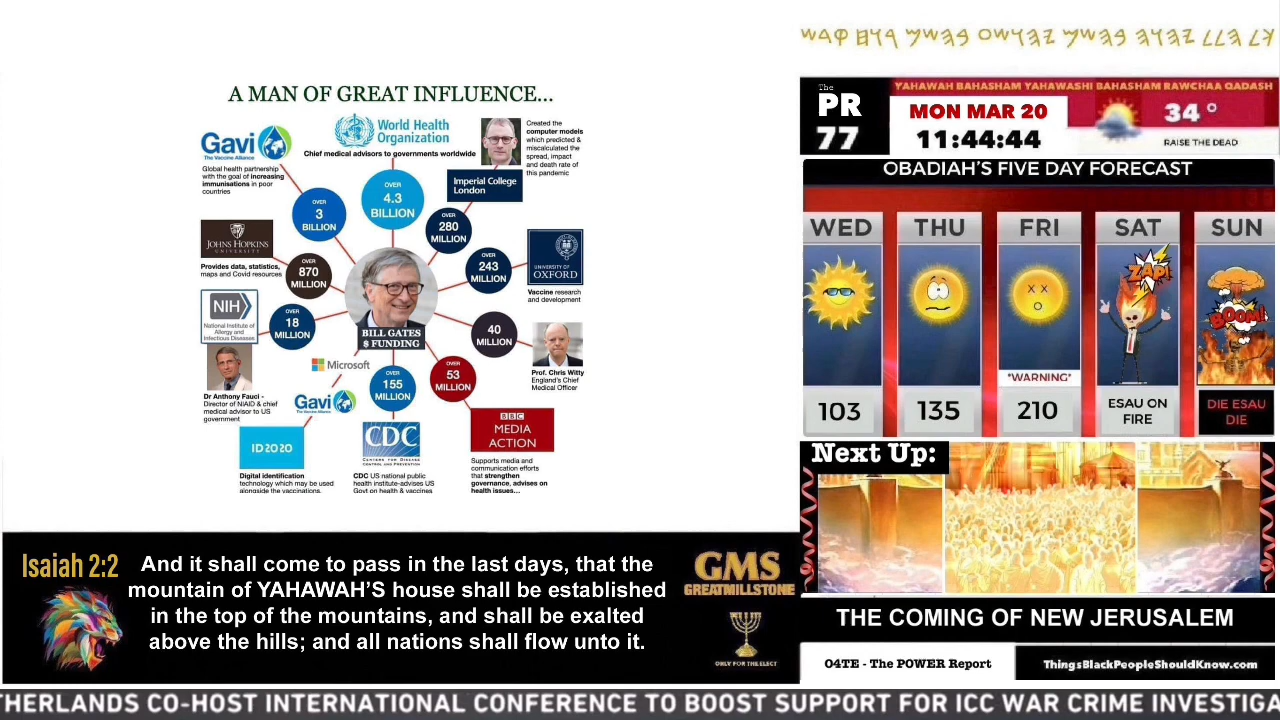 A MAN OF GREAT INFLUENCE...
Gavi
The Vaccine Alliance
Global health partnership
with the goal of increasing
immunisations in poor
countries
World Health
Organization
Chief medical advisors to governments worldwide
Created the
computer models
which predicted &
miscalculated the
spread, impact
and death rate of
this pandemic
Imperial College
London
OVER
3
BILLION
OVER
4.3
BILLION
OVER
280
MILLION
JOHNS HOPKINS
UNIVERSITY
Provides data, statistics,
maps and Covid resources
OVER
870
MILLION
OVER
243
MILLION
UNIVERSITY OF
OXFORD
Vaccine research
and development
NIH
National Institute of
Allergy and
Infectious Diseases
OVER
18
MILLION
BILL GATES
$ FUNDING
40
MILLION
Prof. Chris Witty
England's Chief
Medical Officer
Dr Anthony Fauci -
Director of NIAID & chief
medical advisor to US
government
Microsoft
Gavi
The Vaccine Alliance
OVER
155
MILLION
OVER
53
MILLION
ID2020
Digital identification
technology which may be used
alongside the vaccinations.
CDC
CENTERS FOR DISEASE
CONTROL AND PREVENTION
CDC US national public
health institute-advises US
Govt on health & vaccines
BBC
MEDIA
ACTION
Supports media and
communication efforts
that strengthen
governance, advises on
health issues...
The
PR
77
YAHAWAH BAHASHAM YAHAWASHI BAHASHAM RAWCHAA QADASH
MON MAR 20
11:44:44
34 °
RAISE THE DEAD
OBADIAH'S FIVE DAY FORECAST
WED THU FRI SAT SUN
ZAP!
X X
BOOM!
*WARNING*
103 135 210
ESAU ON
FIRE
DIE ESAU
DIE
Next Up:
THE COMING OF NEW JERUSALEM
04TE - The POWER Report
ThingsBlackPeopleShouldKnow.com
Isaiah 2:2
And it shall come to pass in the last days, that the
mountain of YAHAWAH'S house shall be established
in the top of the mountains, and shall be exalted
above the hills; and all nations shall flow unto it.
GMS
GREATMILLSTONE
ONLY FOR THE ELECT
THERLANDS CO-HOST INTERNATIONAL CONFERENCE TO BOOST SUPPORT FOR ICC WAR CRIME INVESTIGA